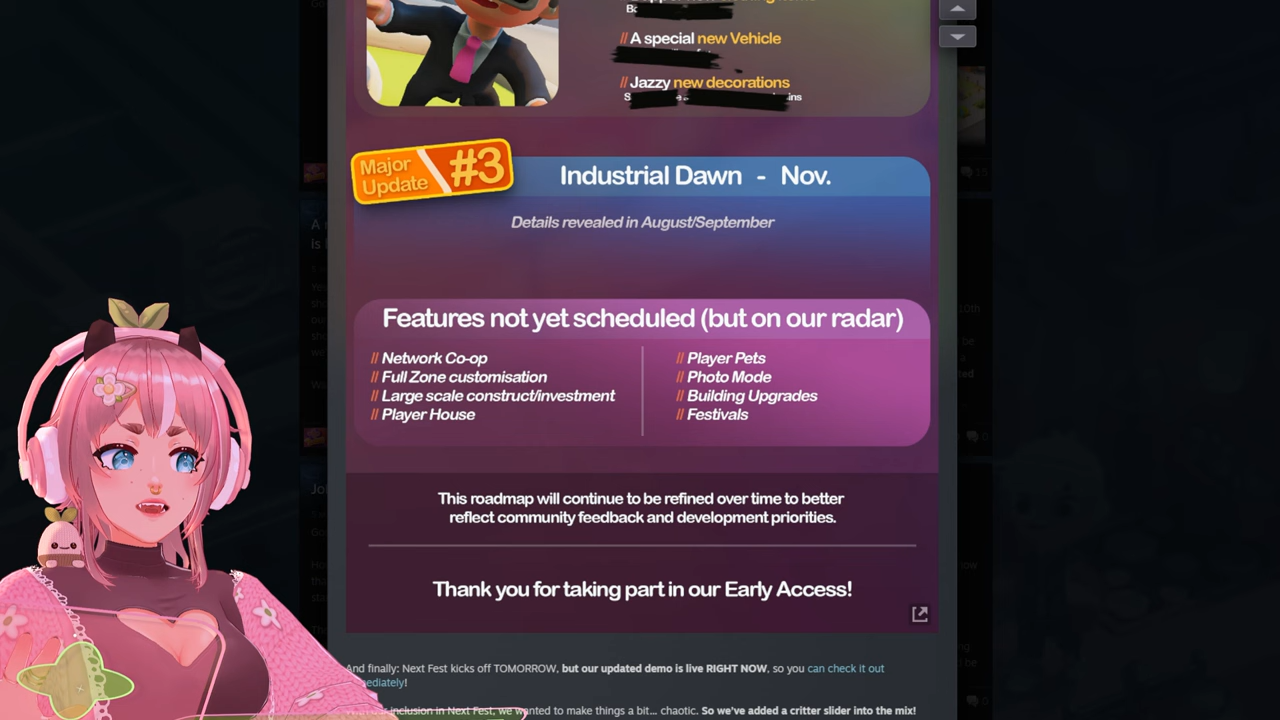 // A special new Vehicle
// Jazzy new decorations
Major
Update #3
Industrial Dawn - Nov.
Details revealed in August/September
Features not yet scheduled (but on our radar)
// Network Co-op
// Full Zone customisation
// Large scale construct/investment
// Player House
// Player Pets
// Photo Mode
// Building Upgrades
// Festivals
This roadmap will continue to be refined over time to better
reflect community feedback and development priorities.
Thank you for taking part in our Early Access!
And finally: Next Fest kicks off TOMORROW, but our updated demo is live RIGHT NOW, so you can check it out
inclusion in Next Fest, we wanted to make things a bit... chaotic. So we've added a critter slider into the mix!